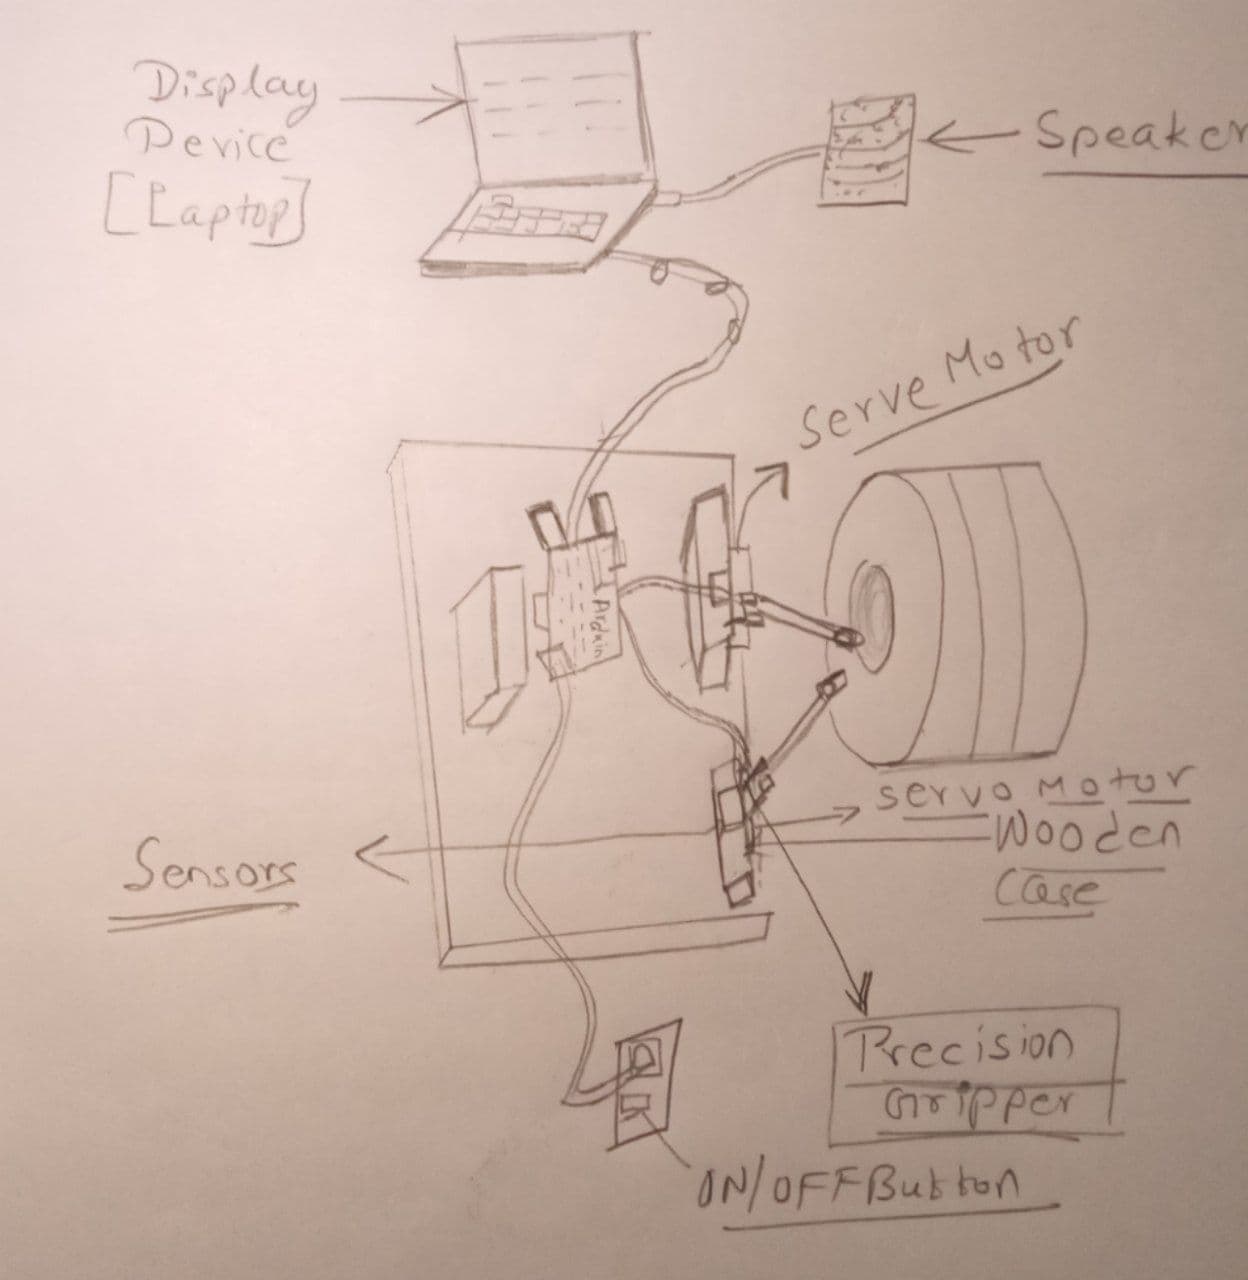 Display
Device
[Laptop]
Speaker
Serve Motor
Arduin
Servo Motor
Wooden
Case
Sensors
Precision
Gripper
ON/OFF Button